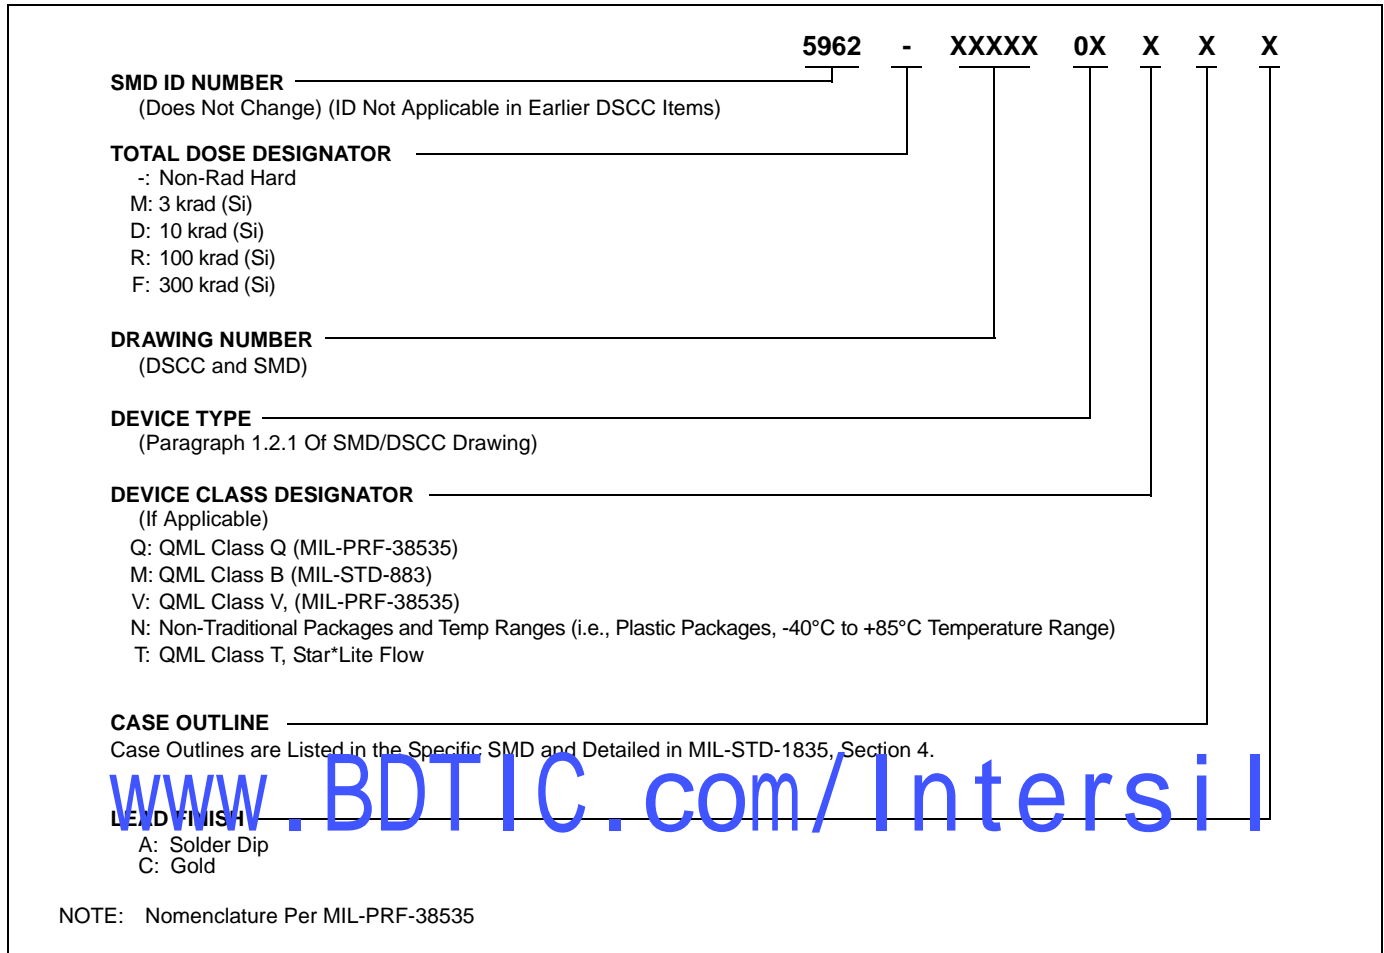 5962 - XXXXX 0X X X X
SMD ID NUMBER
(Does Not Change) (ID Not Applicable in Earlier DSCC Items)
TOTAL DOSE DESIGNATOR
-: Non-Rad Hard
M: 3 krad (Si)
D: 10 krad (Si)
R: 100 krad (Si)
F: 300 krad (Si)
DRAWING NUMBER
(DSCC and SMD)
DEVICE TYPE
(Paragraph 1.2.1 Of SMD/DSCC Drawing)
DEVICE CLASS DESIGNATOR
(If Applicable)
Q: QML Class Q (MIL-PRF-38535)
M: QML Class B (MIL-STD-883)
V: QML Class V, (MIL-PRF-38535)
N: Non-Traditional Packages and Temp Ranges (i.e., Plastic Packages, -40°C to +85°C Temperature Range)
T: QML Class T, Star*Lite Flow
CASE OUTLINE
Case Outlines are Listed in the Specific SMD and Detailed in MIL-STD-1835, Section 4.
www.BDTIC.com/Intersil
LEAD FINISH
A: Solder Dip
C: Gold
NOTE: Nomenclature Per MIL-PRF-38535